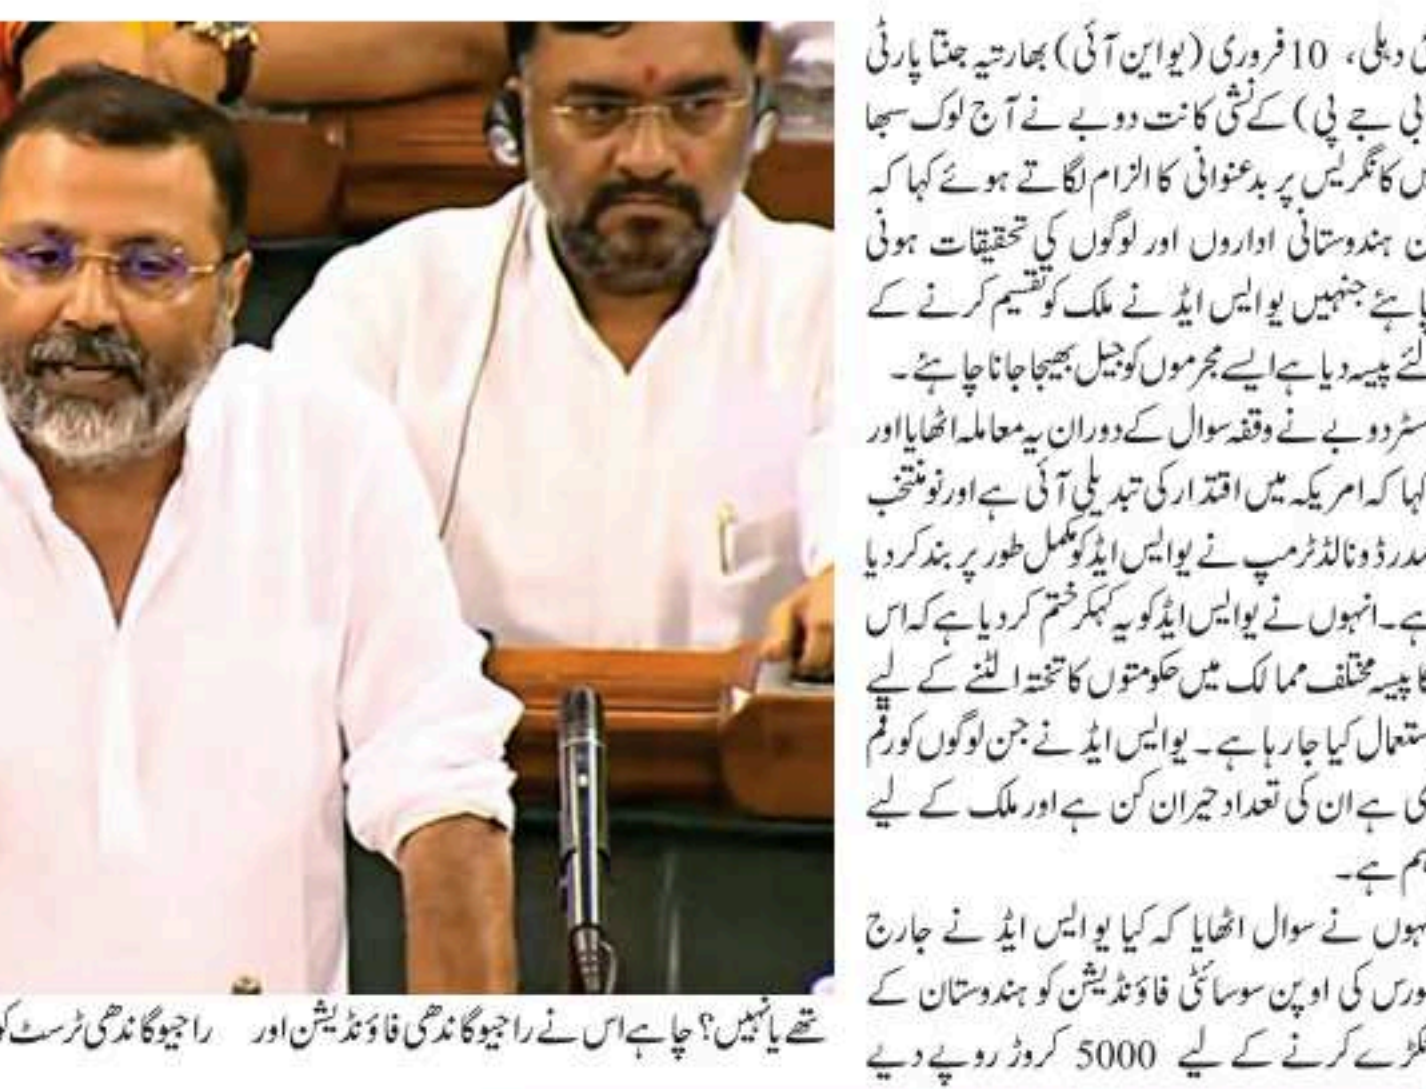 دہلی، 10 فروری (یو این آئی) بھارتیہ جنتا پارٹی
بی جے پی) کے نشی کانت دوبے نے آج لوک سبھا
کانگریس پر بدعنوانی کا الزام لگاتے ہوئے کہا کہ
ہندوستانی اداروں اور لوگوں کی تحقیقات ہونی
جنہیں یو ایس ایڈ نے ملک کو تقسیم کرنے کے
لئے پیسہ دیا ہے ایسے مجرموں کو جیل بھیجا جانا چاہئے۔
دوبے نے وقفہ سوال کے دوران یہ معاملہ اٹھایا اور
کہا کہ امریکہ میں اقتدار کی تبدیلی آئی ہے اور نو منتخب
ڈونالڈ ٹرمپ نے یو ایس ایڈ کو مکمل طور پر بند کر دیا
ہے۔ انہوں نے یو ایس ایڈ کو یہ کہکر ختم کر دیا ہے کہ اس
کا پیسہ مختلف ممالک میں حکومتوں کا تختہ الٹنے کے لیے
کیا جا رہا ہے۔ یو ایس ایڈ نے جن لوگوں کو رقم
ہے ان کی تعداد حیران کن ہے اور ملک کے لیے
ہے۔
نے سوال اٹھایا کہ کیا یو ایس ایڈ نے جارج
کی اوپن سوسائٹی فاؤنڈیشن کو ہندوستان کے
کرنے کے لیے 5000 کروڑ روپے دیے
تھے یا نہیں؟ چاہے اس نے راجیو گاندھی فاؤنڈیشن اور راجیو گاندھی ٹرسٹ کو